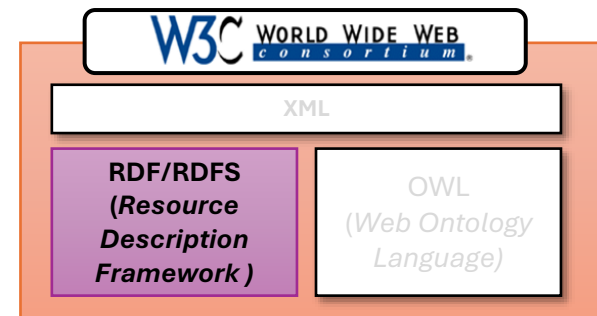 W3C WORLD WIDE WEB
consortium®
XML
RDF/RDFS
(Resource
Description
Framework )
OWL
(Web Ontology
Language)